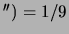 ″) = 1/9